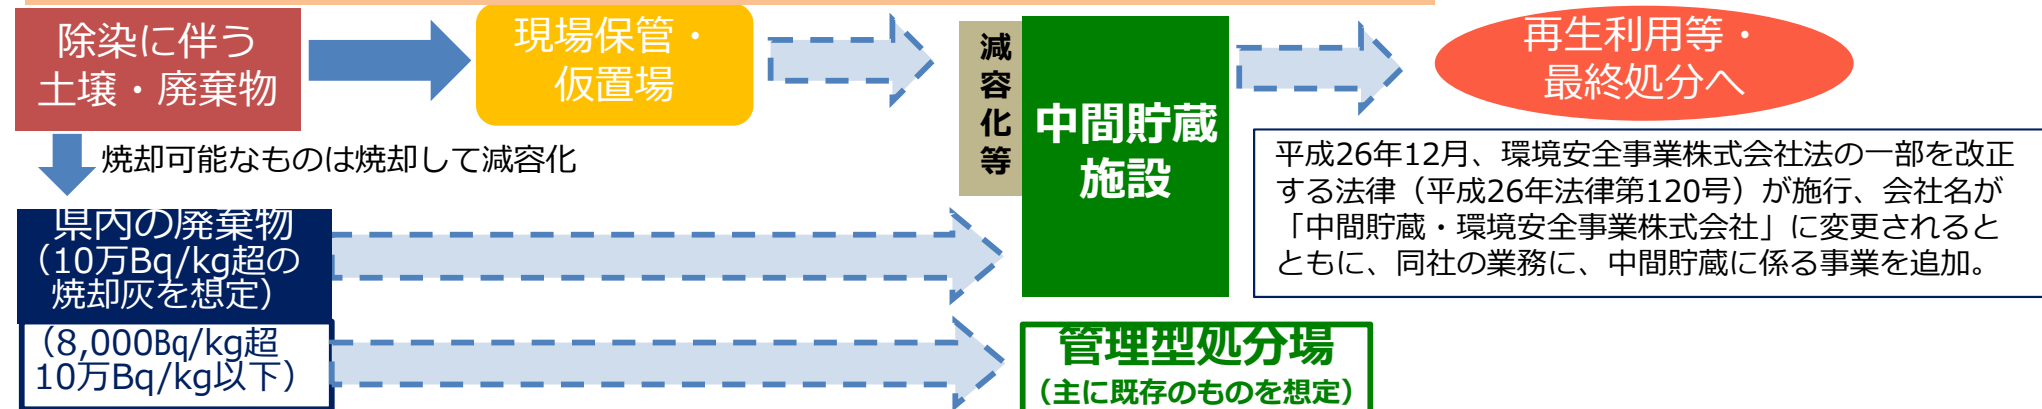 除染に伴う
土壌・廃棄物
現場保管・
仮置場
減
容
化
等
中間貯蔵
施設
再生利用等・
最終処分へ
焼却可能なものは焼却して減容化
平成26年12月、環境安全事業株式会社法の一部を改正
する法律（平成26年法律第120号）が施行、会社名が
「中間貯蔵・環境安全事業株式会社」に変更されると
ともに、同社の業務に、中間貯蔵に係る事業を追加。
県内の廃棄物
（10万Bq/kg超の
焼却灰を想定）
（8,000Bq/kg超
10万Bq/kg以下）
管理型処分場
（主に既存のものを想定）